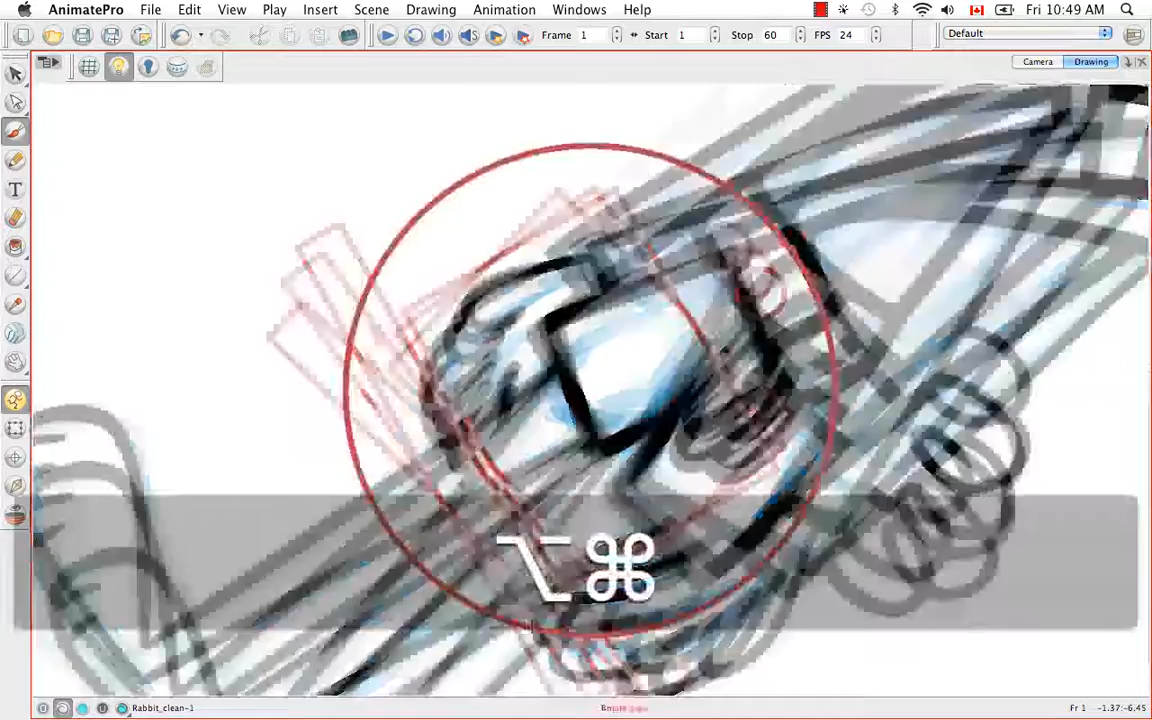 AnimatePro File Edit View Play Insert Scene Drawing Animation Windows Help Fri 10:49 AM
Frame 1 Start 1 Stop 60 FPS 24 Default
Camera Drawing
T
⌥⌘
Rabbit_clean-1 Fr 1 -1.37:-6.45